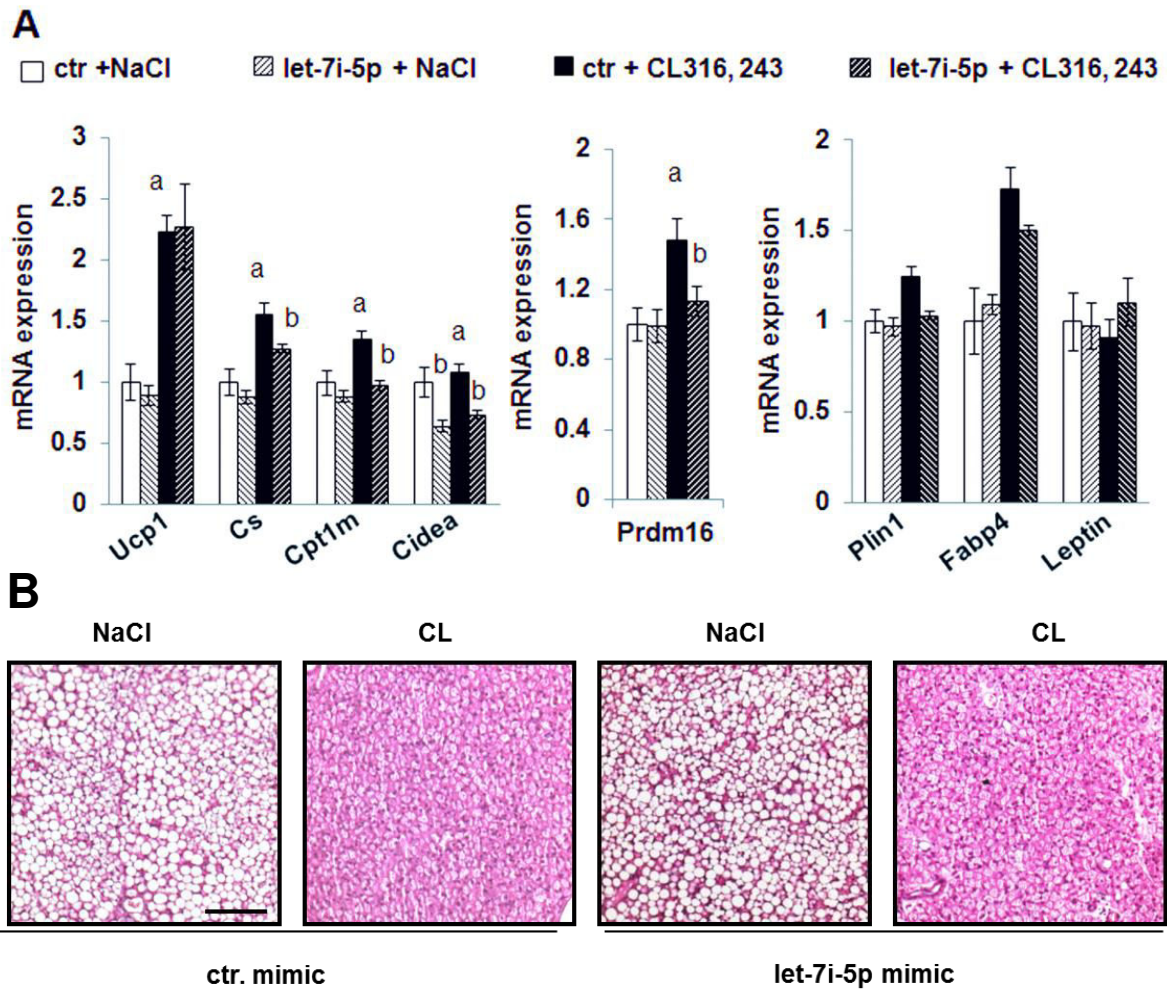 A
ctr +NaCl
let-7i-5p + NaCl
ctr + CL316, 243
let-7i-5p + CL316, 243
mRNA expression
3
2.5
2
1.5
1
0.5
0
a
a
b
a
b
b
a
b
Ucp1
Cs
Cpt1m
Cidea
mRNA expression
2
1.6
1.2
0.8
0.4
0
a
b
Prdm16
mRNA expression
2
1.5
1
0.5
0
Plin1
Fabp4
Leptin
B
NaCl
CL
NaCl
CL
ctr. mimic
let-7i-5p mimic